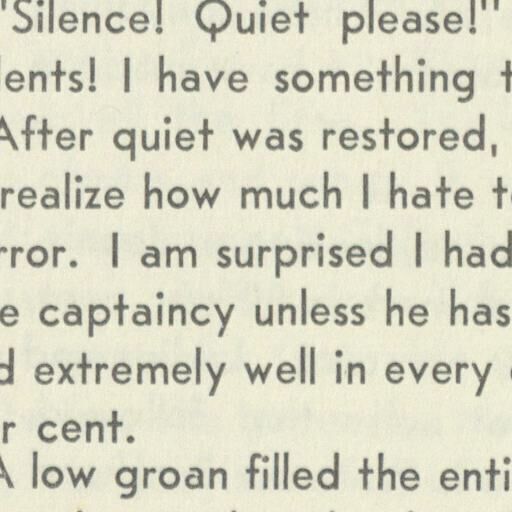 "Silence! Quiet please!"
ents! I have something
After quiet was restored,
realize how much I hate
rror. I am surprised I had
captaincy unless he has
extremely well in every
r cent.
A low groan filled the enti